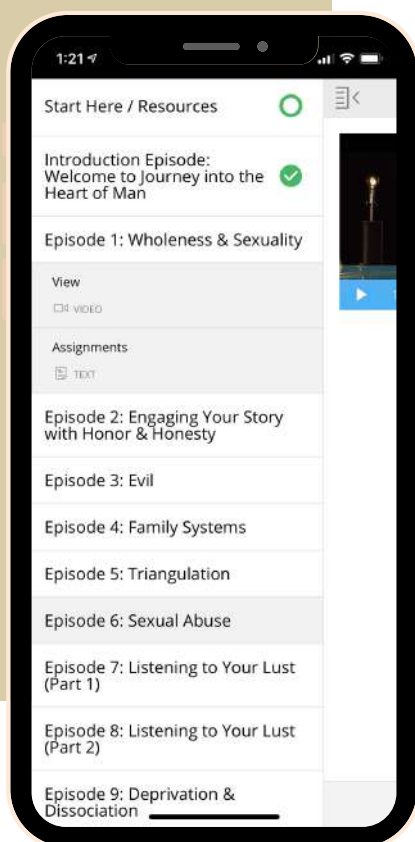 1:21
Start Here / Resources
Introduction Episode:
Welcome to Journey into the
Heart of Man
Episode 1: Wholeness & Sexuality
View
VIDEO
Assignments
TEXT
Episode 2: Engaging Your Story
with Honor & Honesty
Episode 3: Evil
Episode 4: Family Systems
Episode 5: Triangulation
Episode 6: Sexual Abuse
Episode 7: Listening to Your Lust
(Part 1)
Episode 8: Listening to Your Lust
(Part 2)
Episode 9: Deprivation &
Dissociation